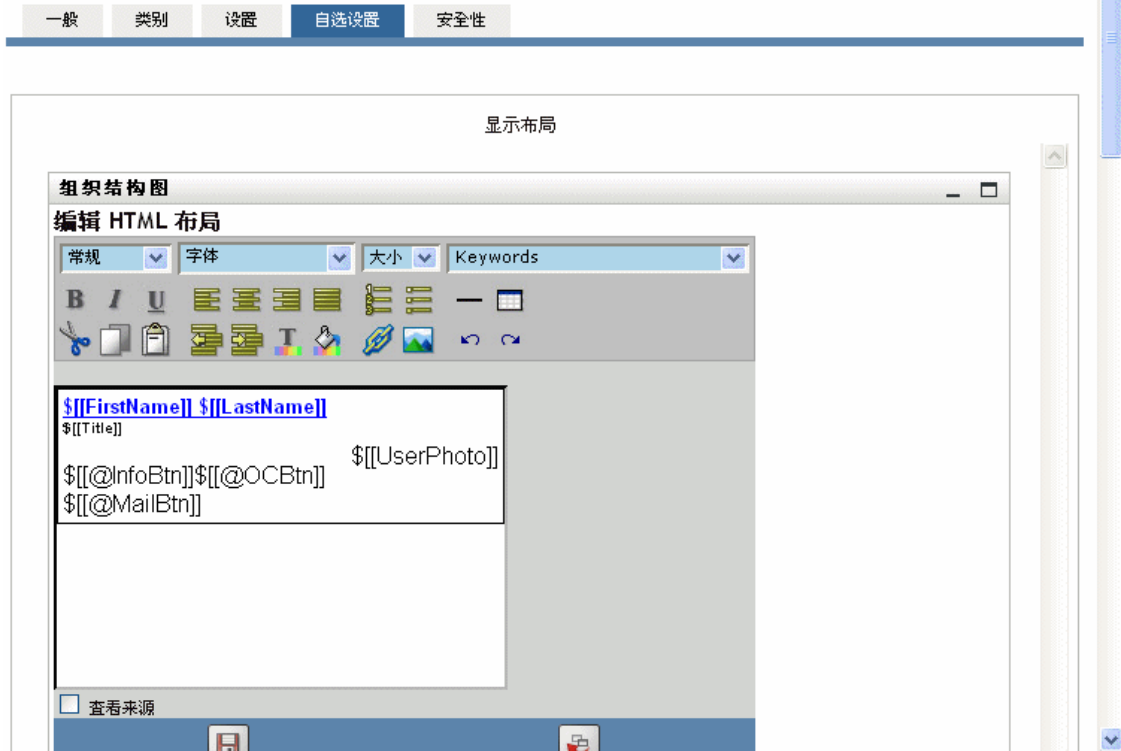 一般 类别 设置 自选设置 安全性
显示布局
组织结构图
编辑 HTML 布局
常规 字体 大小 Keywords
B I U
$[[FirstName]] $[[LastName]]
$[[Title]]
$[[UserPhoto]]
$[[@InfoBtn]]$[[@OCBtn]]
$[[@MailBtn]]
查看来源